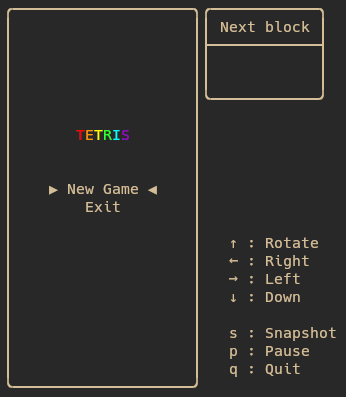 Next block
TETRIS
▶ New Game ◀
Exit
↑ : Rotate
← : Right
→ : Left
↓ : Down
s : Snapshot
p : Pause
q : Quit